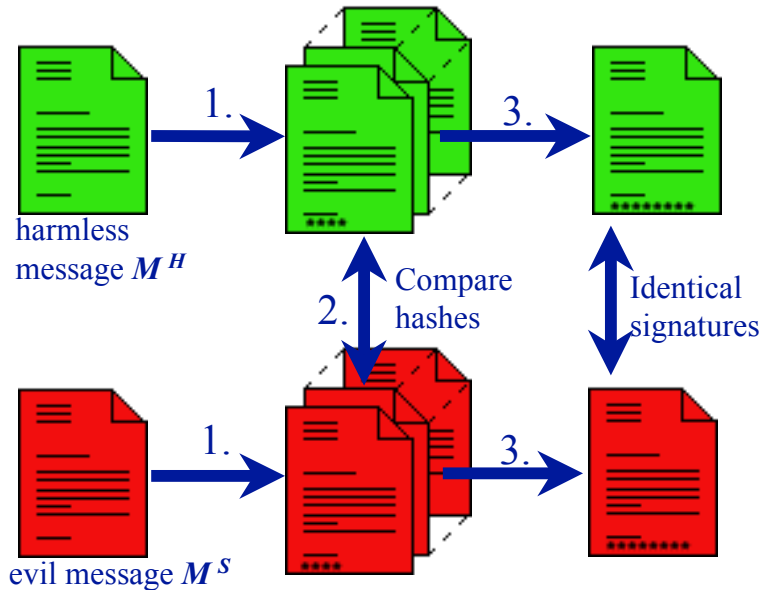 1.
3.
harmless
message M^H
2.
Compare
hashes
Identical
signatures
1.
3.
evil message M^S